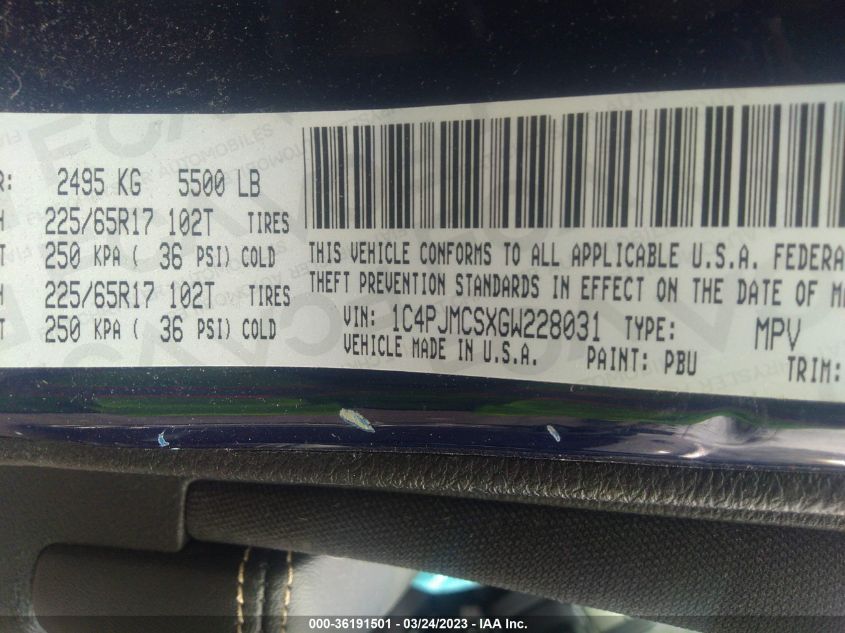 R: 2495 KG 5500 LB
H 225/65R17 102T TIRES
T 250 KPA ( 36 PSI) COLD
H 225/65R17 102T TIRES
T 250 KPA ( 36 PSI) COLD
THIS VEHICLE CONFORMS TO ALL APPLICABLE U.S.A. FEDERA
THEFT PREVENTION STANDARDS IN EFFECT ON THE DATE OF MA
VIN: 1C4PJMCSXGW228031 TYPE: MPV
VEHICLE MADE IN U.S.A. PAINT: PBU TRIM:
000-36191501 - 03/24/2023 - © IAA Inc.